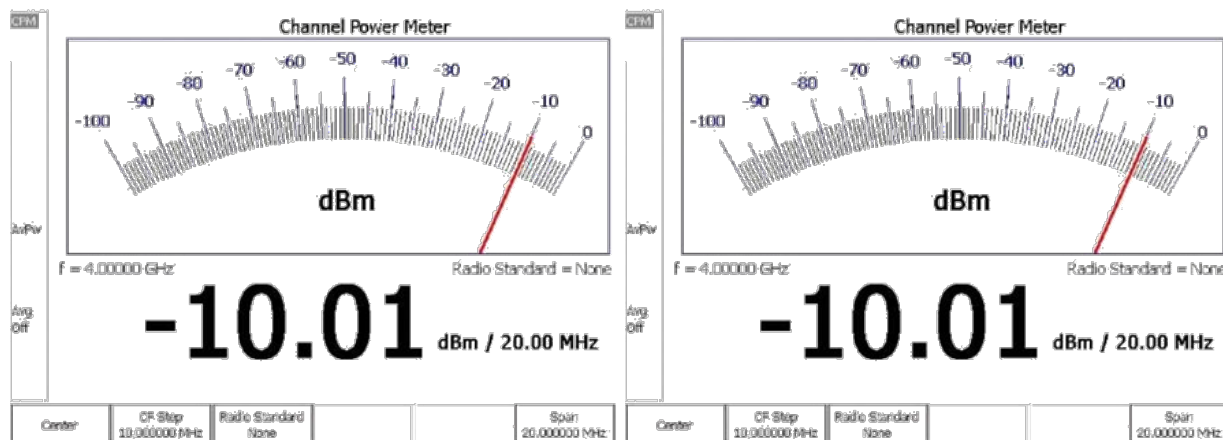 CPM
Channel Power Meter
-100 -90 -80 -70 -60 -50 -40 -30 -20 -10 0
dBm
AvPwr
f = 4.00000 GHz Radio Standard = None
Avg
Off
-10.01 dBm / 20.00 MHz
Center
CF Step
10.000000 MHz
Radio Standard
None
Span
20.000000 MHz
CPM
Channel Power Meter
-100 -90 -80 -70 -60 -50 -40 -30 -20 -10 0
dBm
AvPwr
f = 4.00000 GHz Radio Standard = None
Avg
Off
-10.01 dBm / 20.00 MHz
Center
CF Step
10.000000 MHz
Radio Standard
None
Span
20.000000 MHz